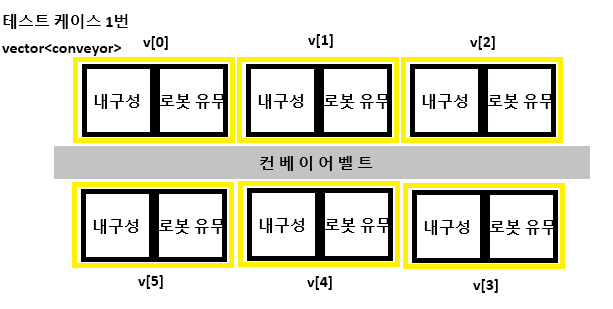 테스트 케이스 1번
vector<conveyor>
v[0] v[1] v[2]
내구성 로봇 유무 내구성 로봇 유무 내구성 로봇 유무
컨 베 이 어 벨 트
내구성 로봇 유무 내구성 로봇 유무 내구성 로봇 유무
v[5] v[4] v[3]